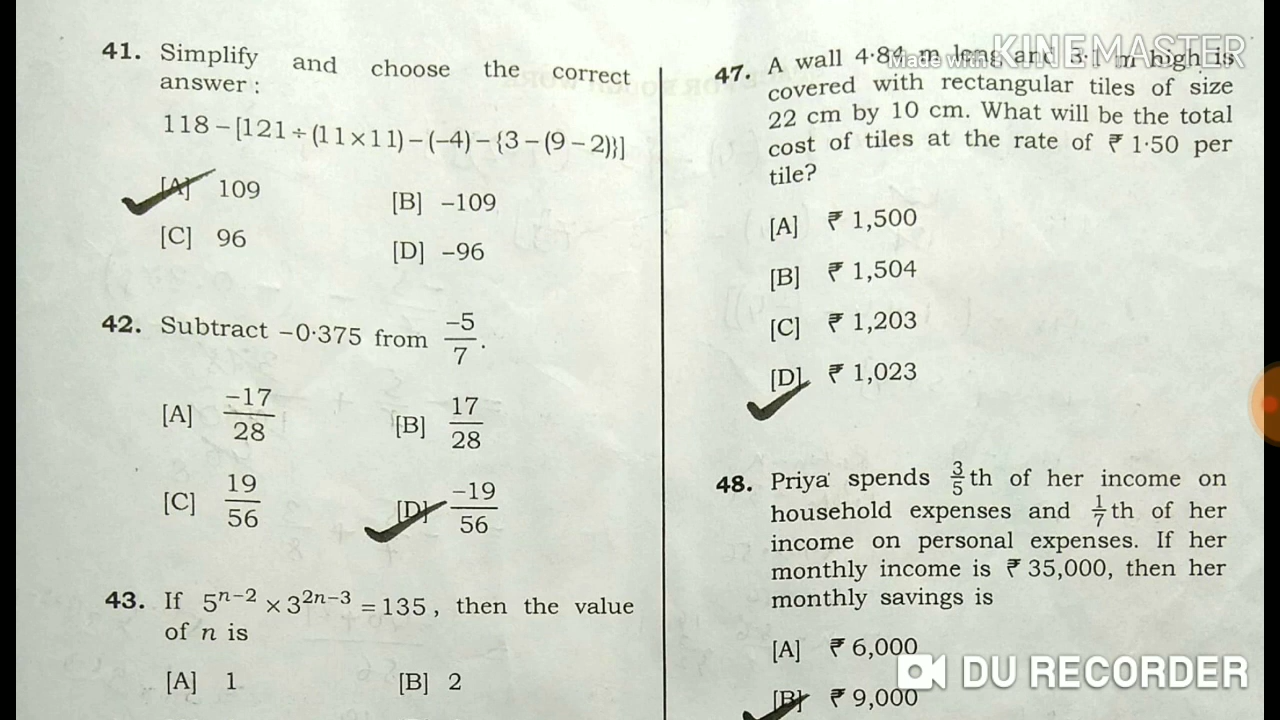 41. Simplify and choose the correct
answer :
118 – [121 ÷ (11 × 11) – (–4) – {3 – (9 – 2)}]
[A] 109
[B] –109
[C] 96
[D] –96
42. Subtract –0·375 from –5/7.
[A] –17/28
[B] 17/28
[C] 19/56
[D] –19/56
43. If 5ⁿ⁻² × 3²ⁿ⁻³ = 135, then the value
of n is
[A] 1
[B] 2
Made with KINEMASTER
47. A wall 4·84 m long and 3·1 m high is
covered with rectangular tiles of size
22 cm by 10 cm. What will be the total
cost of tiles at the rate of ₹ 1·50 per
tile?
[A] ₹ 1,500
[B] ₹ 1,504
[C] ₹ 1,203
[D] ₹ 1,023
48. Priya spends 3/5 th of her income on
household expenses and 1/7 th of her
income on personal expenses. If her
monthly income is ₹ 35,000, then her
monthly savings is
[A] ₹ 6,000
[B] ₹ 9,000
DU RECORDER